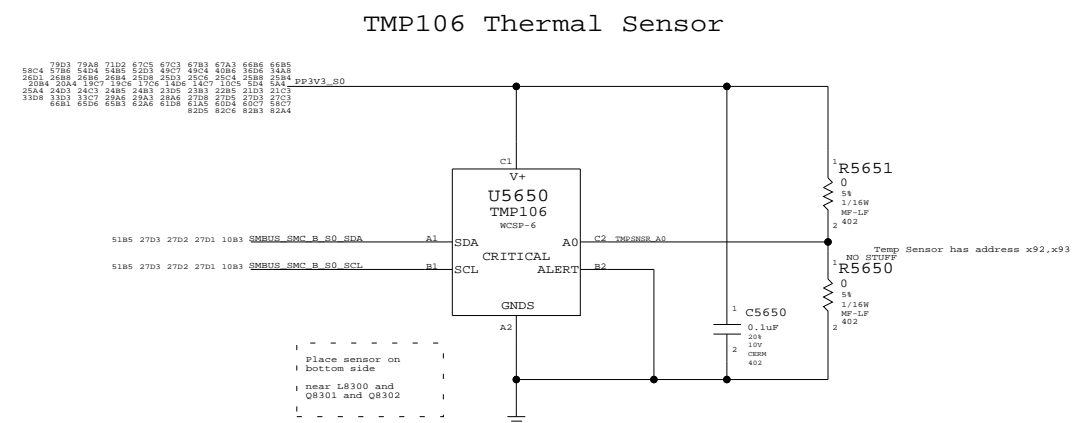 TMP106 Thermal Sensor
79D3 79A8 71D2 67C5 67C3 67B3 67A3 66B6 66B5
58C4 57B6 54D4 54B5 52D3 49C7 49C4 40B6 36D6 34A8
26D1 26B8 26B6 26B4 25D8 25D3 25C6 25C4 25B8 25B4
20B4 20A4 19C7 19C6 17C6 14D6 14C7 10C5 5D4 5A4 PP3V3_S0
25A4 24D3 24C3 24B5 24B3 23D5 23B3 22B5 21D3 21C3
33D8 33D3 33C7 29A6 29A3 28A6 27D8 27D5 27D3 27C3
66B1 65D6 65B3 62A6 61D8 61A5 60D4 60C7 58C7
82D5 82C6 82B3 82A4
C1
V+
U5650
TMP106
WCSP-6
51B5 27D3 27D2 27D1 10B3 SMBUS_SMC_B_S0_SDA A1 SDA
A0 C2 TMPSNSR_A0
CRITICAL
51B5 27D3 27D2 27D1 10B3 SMBUS_SMC_B_S0_SCL B1 SCL
ALERT B2
GNDS
A2
1
R5651
0
5%
1/16W
MF-LF
402
2
Temp Sensor has address x92,x93
NO STUFF
1
R5650
0
5%
1/16W
MF-LF
402
2
1
C5650
0.1uF
20%
10V
CERM
402
2
Place sensor on
bottom side
near L8300 and
Q8301 and Q8302